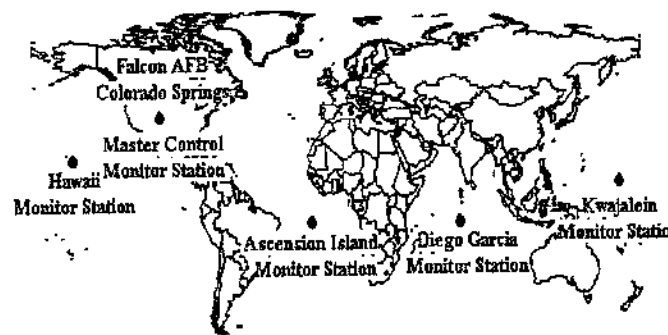 Falcon AFB
Colorado Springs
Master Control
Monitor Station
Hawaii
Monitor Station
Ascension Island
Monitor Station
Diego Garcia
Monitor Station
Kwajalein
Monitor Statio